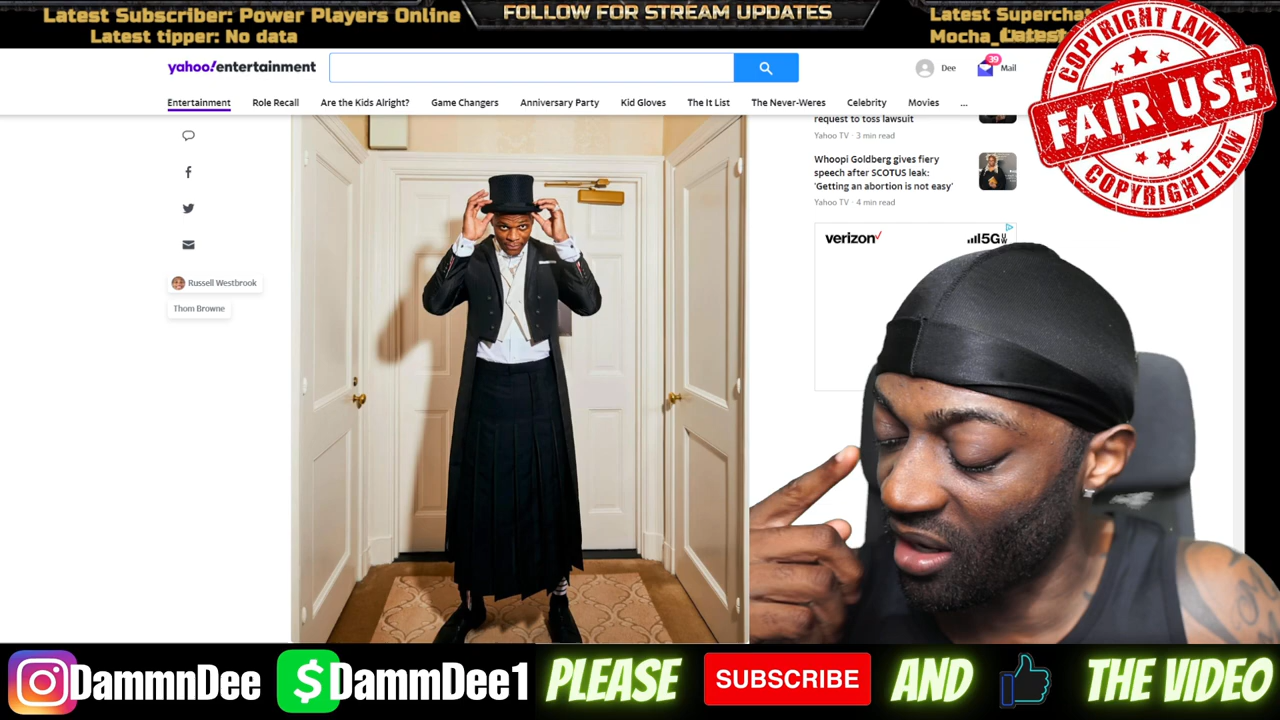 Latest Subscriber: Power Players Online
Latest tipper: No data
FOLLOW FOR STREAM UPDATES
Latest Superchat
Mocha_
COPYRIGHT LAW
FAIR USE
COPYRIGHT LAW
yahoo!entertainment
Dee
39
Mail
Entertainment
Role Recall
Are the Kids Alright?
Game Changers
Anniversary Party
Kid Gloves
The It List
The Never-Weres
Celebrity
Movies
...
request to toss lawsuit
Yahoo TV · 3 min read
Whoopi Goldberg gives fiery
speech after SCOTUS leak:
'Getting an abortion is not easy'
Yahoo TV · 4 min read
verizon
5G UW
Russell Westbrook
Thom Browne
DammnDee
$
DammDee1
PLEASE
SUBSCRIBE
AND
THE VIDEO